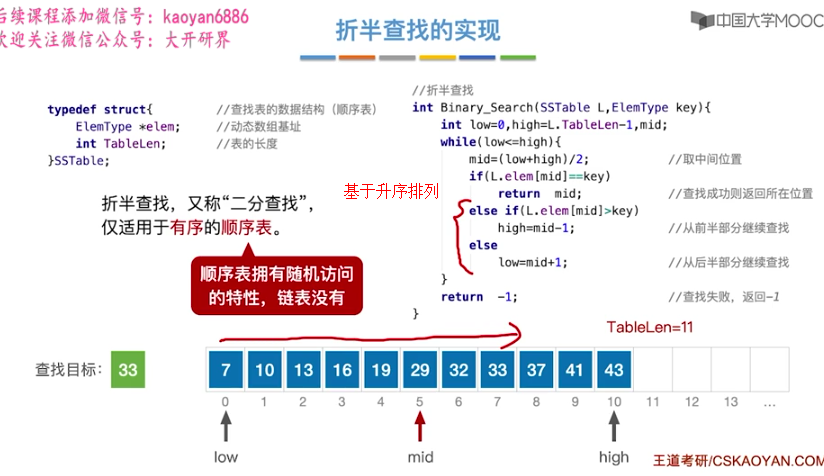 后续课程添加微信号：kaoyan6886
欢迎关注微信公众号：大开研界
折半查找的实现
中国大学MOOC
typedef struct{ //查找表的数据结构（顺序表）
ElemType *elem; //动态数组基址
int TableLen; //表的长度
}SSTable;
//折半查找
int Binary_Search(SSTable L,ElemType key){
int low=0,high=L.TableLen-1,mid;
while(low<=high){
mid=(low+high)/2; //取中间位置
if(L.elem[mid]==key)
return mid; //查找成功则返回所在位置
else if(L.elem[mid]>key)
high=mid-1; //从前半部分继续查找
else
low=mid+1; //从后半部分继续查找
}
return -1; //查找失败，返回-1
}
基于升序排列
折半查找，又称“二分查找”，
仅适用于有序的顺序表。
顺序表拥有随机访问
的特性，链表没有
TableLen=11
查找目标： 33
7 10 13 16 19 29 32 33 37 41 43
0 1 2 3 4 5 6 7 8 9 10 11 12 13 ...
low mid high
王道考研/CSKAOYAN.COM